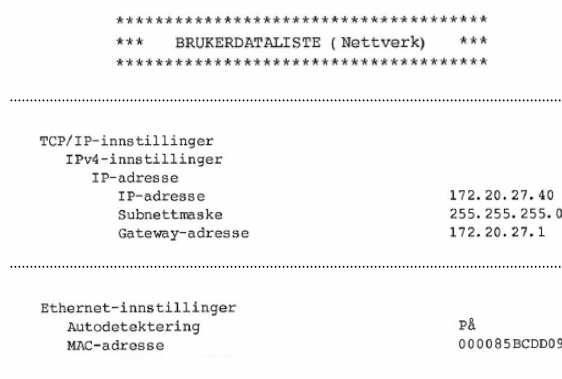 ***************************************
*** BRUKERDATALISTE ( Nettverk) ***
***************************************
TCP/IP-innstillinger
IPv4-innstillinger
IP-adresse
IP-adresse 172.20.27.40
Subnettmaske 255.255.255.0
Gateway-adresse 172.20.27.1
Ethernet-innstillinger
Autodetektering På
MAC-adresse 000085BCDD09